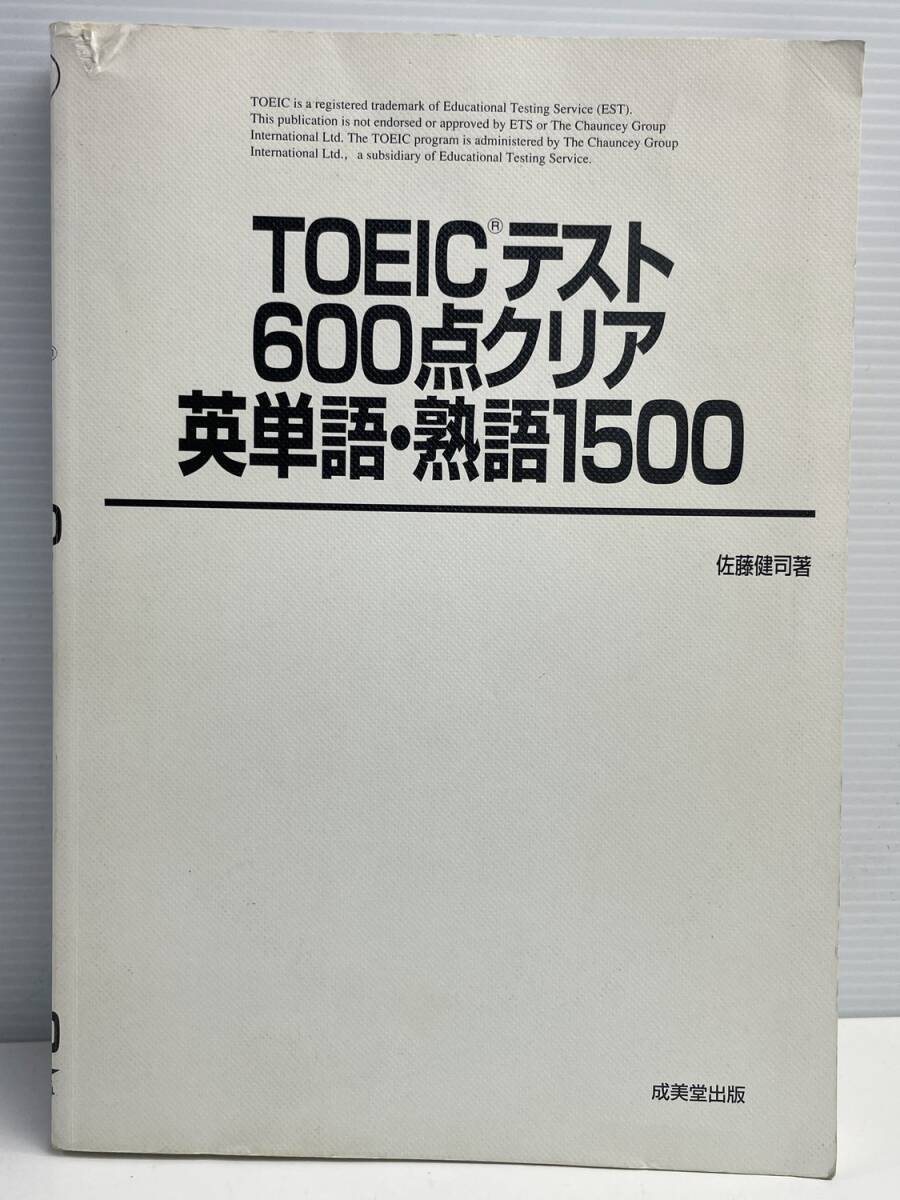 TOEIC is a registered trademark of Educational Testing Service (EST).
This publication is not endorsed or approved by ETS or The Chauncey Group
International Ltd. The TOEIC program is administered by The Chauncey Group
International Ltd., a subsidiary of Educational Testing Service.
TOEIC®テスト
600点クリア
英単語・熟語1500
佐藤健司著
成美堂出版